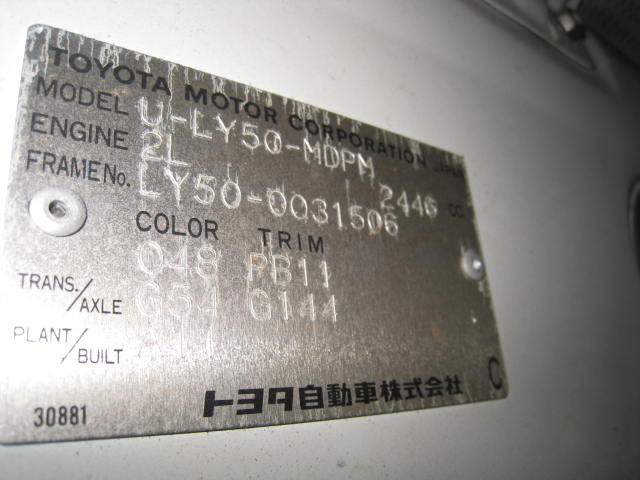 TOYOTA MOTOR CORPORATION JAPAN
MODEL U-LY50-MDPM
ENGINE 2L 2446 CC
FRAME No. LY50-0031506
COLOR TRIM
048 PB11
TRANS./AXLE G54 G144
PLANT/BUILT
トヨタ自動車株式会社 C
30881